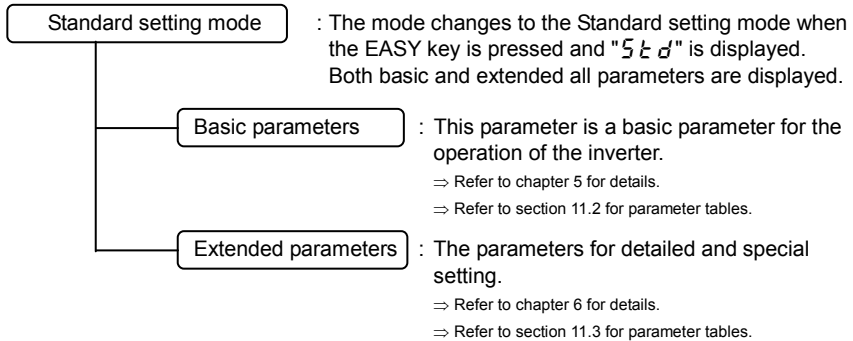 Standard setting mode : The mode changes to the Standard setting mode when
the EASY key is pressed and "Std" is displayed.
Both basic and extended all parameters are displayed.
Basic parameters : This parameter is a basic parameter for the
operation of the inverter.
⇒ Refer to chapter 5 for details.
⇒ Refer to section 11.2 for parameter tables.
Extended parameters : The parameters for detailed and special
setting.
⇒ Refer to chapter 6 for details.
⇒ Refer to section 11.3 for parameter tables.